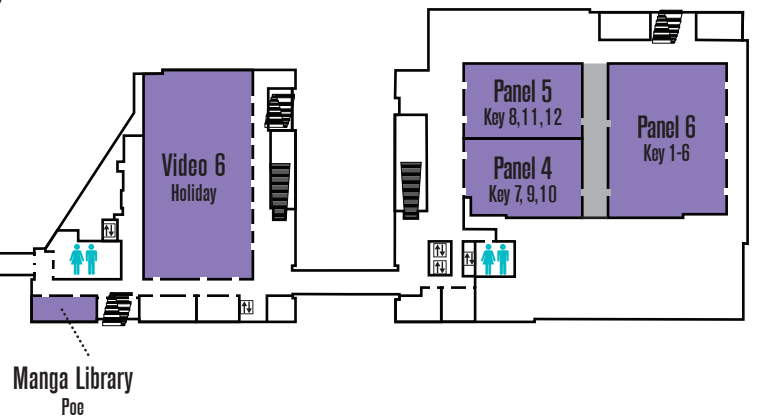 Video 6
Holiday
Panel 5
Key 8,11,12
Panel 4
Key 7, 9,10
Panel 6
Key 1-6
Manga Library
Poe